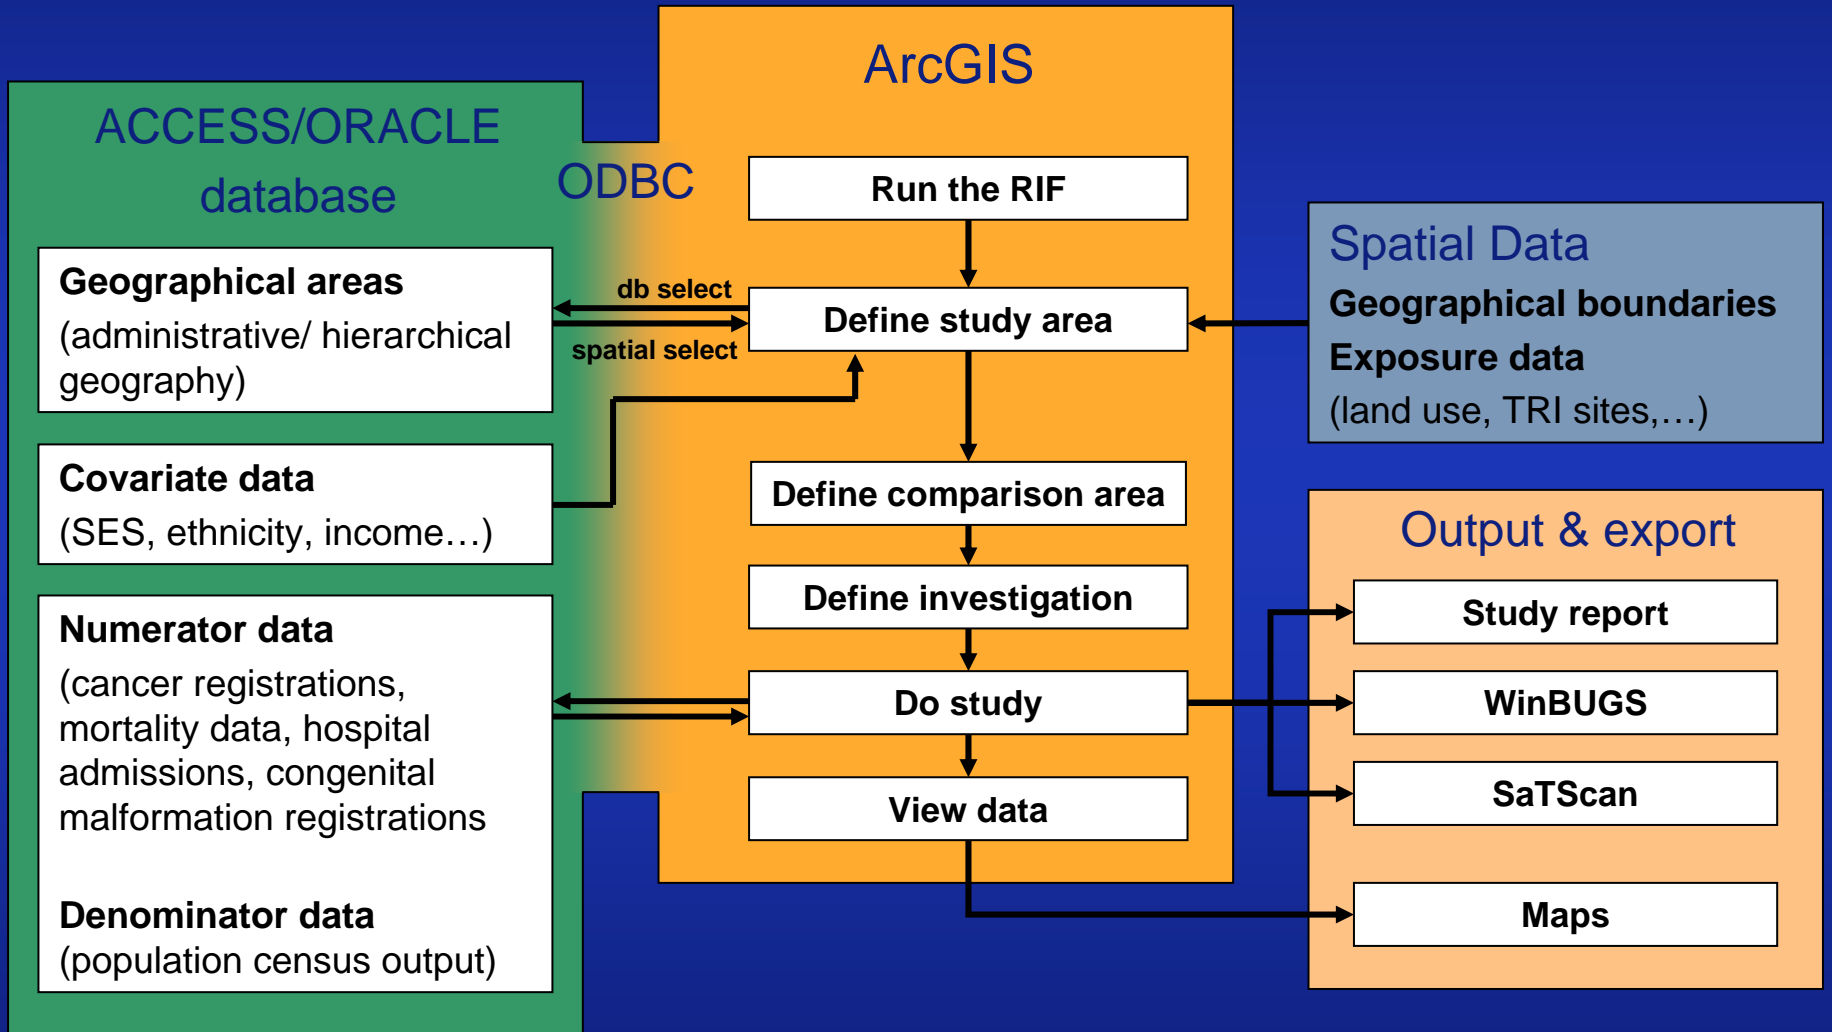 ACCESS/ORACLE
database
Geographical areas
(administrative/ hierarchical
geography)
Covariate data
(SES, ethnicity, income…)
Numerator data
(cancer registrations,
mortality data, hospital
admissions, congenital
malformation registrations
Denominator data
(population census output)
ODBC
db select
spatial select
ArcGIS
Run the RIF
Define study area
Define comparison area
Define investigation
Do study
View data
Spatial Data
Geographical boundaries
Exposure data
(land use, TRI sites,…)
Output & export
Study report
WinBUGS
SaTScan
Maps